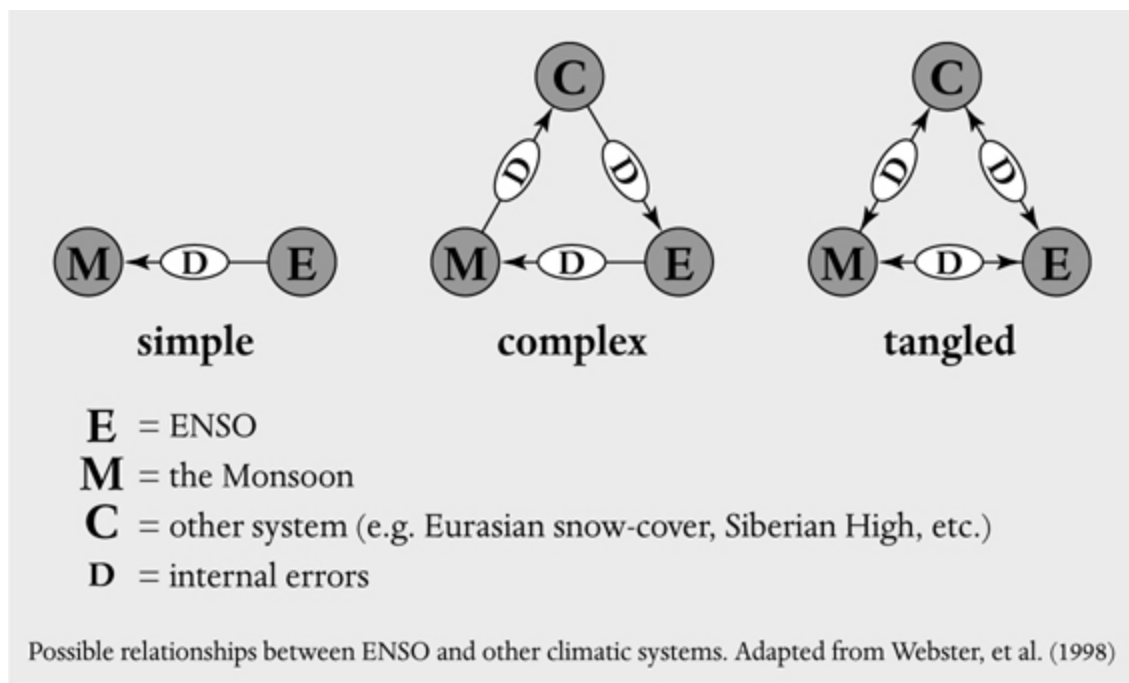 C
C
D
D
D
D
M
D
E
M
D
E
M
D
E
simple
complex
tangled
E = ENSO
M = the Monsoon
C = other system (e.g. Eurasian snow-cover, Siberian High, etc.)
D = internal errors
Possible relationships between ENSO and other climatic systems. Adapted from Webster, et al. (1998)